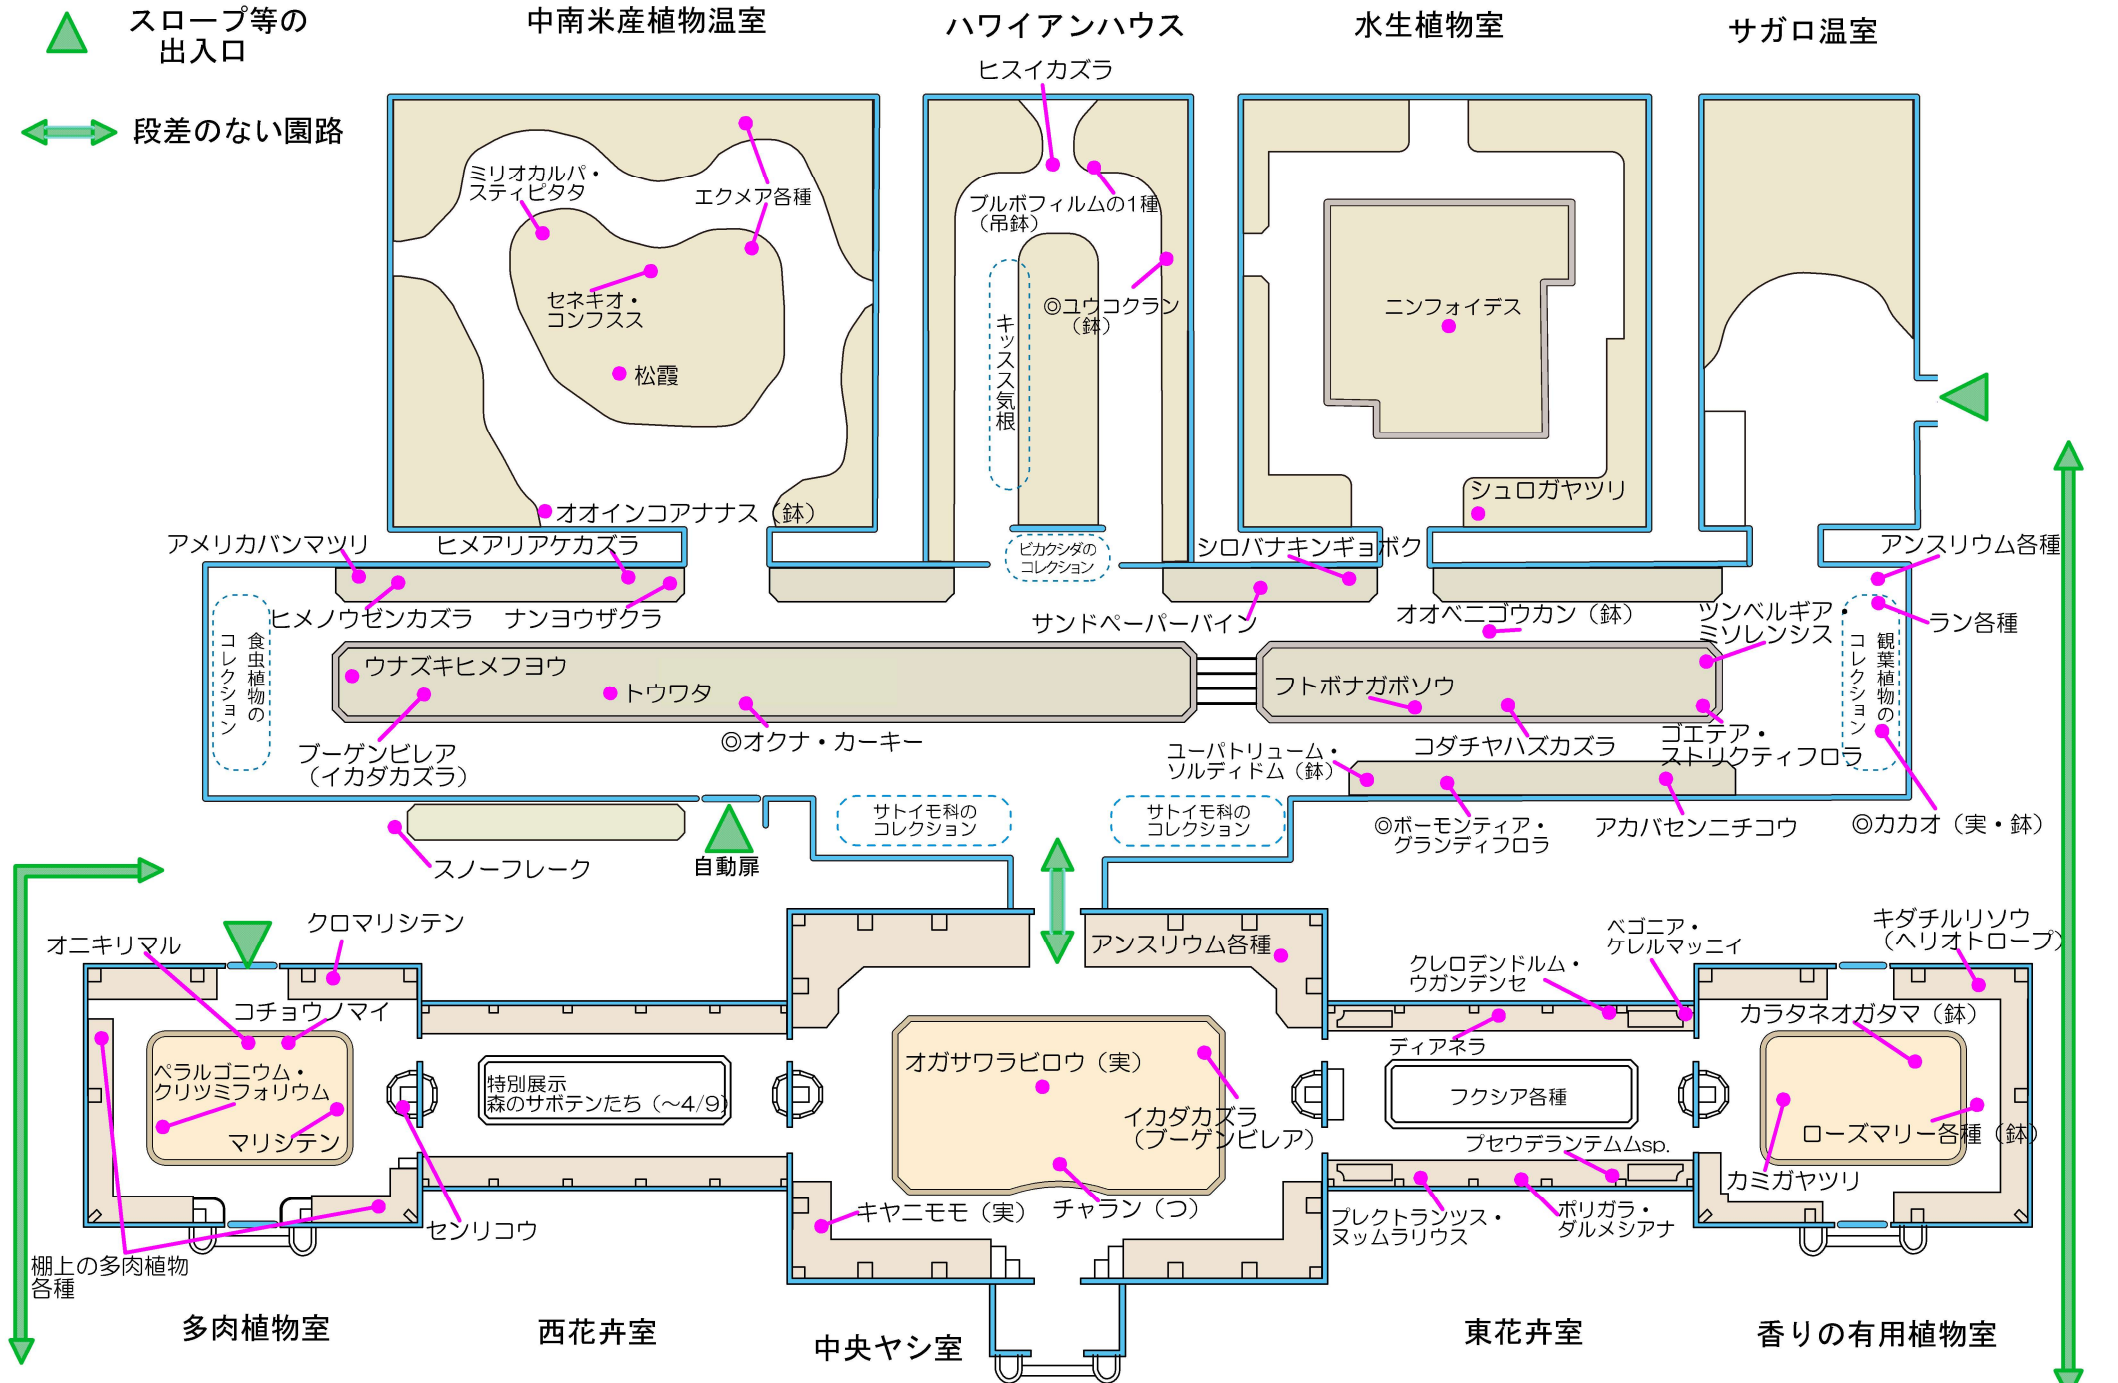 スロープ等の
出入口
段差のない園路
中南米産植物温室
ハワイアンハウス
水生植物室
サガロ温室
ヒスイカズラ
ミリオカルパ・
スティピタタ
エクメア各種
セネキオ・
コンフスス
松霞
オオインコアナナス（鉢）
ブルボフィルムの1種
（吊鉢）
◎ユウコクラン
（鉢）
キッスス気根
ニンフォイデス
シュロガヤツリ
アメリカバンマツリ
ヒメアリアケカズラ
ビカクシダの
コレクション
シロバナキンギョボク
アンスリウム各種
ヒメノウゼンカズラ
ナンヨウザクラ
サンドペーパーバイン
オオベニゴウカン（鉢）
ツンベルギア・
ミソレンシス
ラン各種
食虫植物の
コレクション
観葉植物の
コレクション
ウナズキヒメフヨウ
トウワタ
ブーゲンビレア
（イカダカズラ）
◎オクナ・カーキー
フトボナガボソウ
コダチヤハズカズラ
ゴエテア・
ストリクティフロラ
ユーパトリューム・
ソルディドム（鉢）
◎ボーモンティア・
グランディフロラ
アカバセンニチコウ
◎カカオ（実・鉢）
サトイモ科の
コレクション
サトイモ科の
コレクション
スノーフレーク
自動扉
オニキリマル
クロマリシテン
コチョウノマイ
ペラルゴニウム・
クリツミフォリウム
マリシテン
センリコウ
棚上の多肉植物
各種
特別展示
森のサボテンたち（～4/9）
アンスリウム各種
オガサワラビロウ（実）
イカダカズラ
（ブーゲンビレア）
キヤニモモ（実）
チャラン（つ）
クレロデンドルム・
ウガンデンセ
ベゴニア・
ケレルマッニイ
ディアネラ
フクシア各種
プセウデランテムムsp.
プレクトランツス・
ヌッムラリウス
ポリガラ・
ダルメシアナ
キダチルリソウ
（ヘリオトロープ）
カラタネオガタマ（鉢）
ローズマリー各種（鉢）
カミガヤツリ
多肉植物室
西花卉室
中央ヤシ室
東花卉室
香りの有用植物室